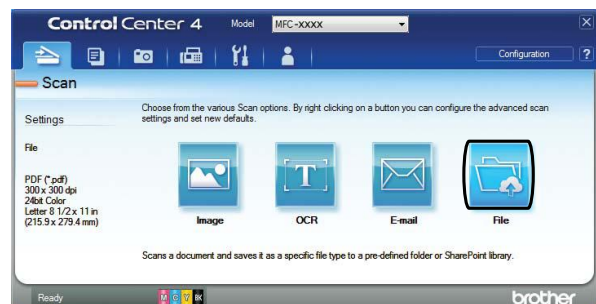 Control Center 4 Model MFC-XXXX
Configuration ?
Scan
Choose from the various Scan options. By right clicking on a button you can configure the advanced scan
settings and set new defaults.
Settings
File
PDF (*.pdf)
300 x 300 dpi
24bit Color
Letter 8 1/2 x 11 in
(215.9 x 279.4 mm)
[T]
Image OCR E-mail File
Scans a document and saves it as a specific file type to a pre-defined folder or SharePoint library.
Ready M C Y BK brother